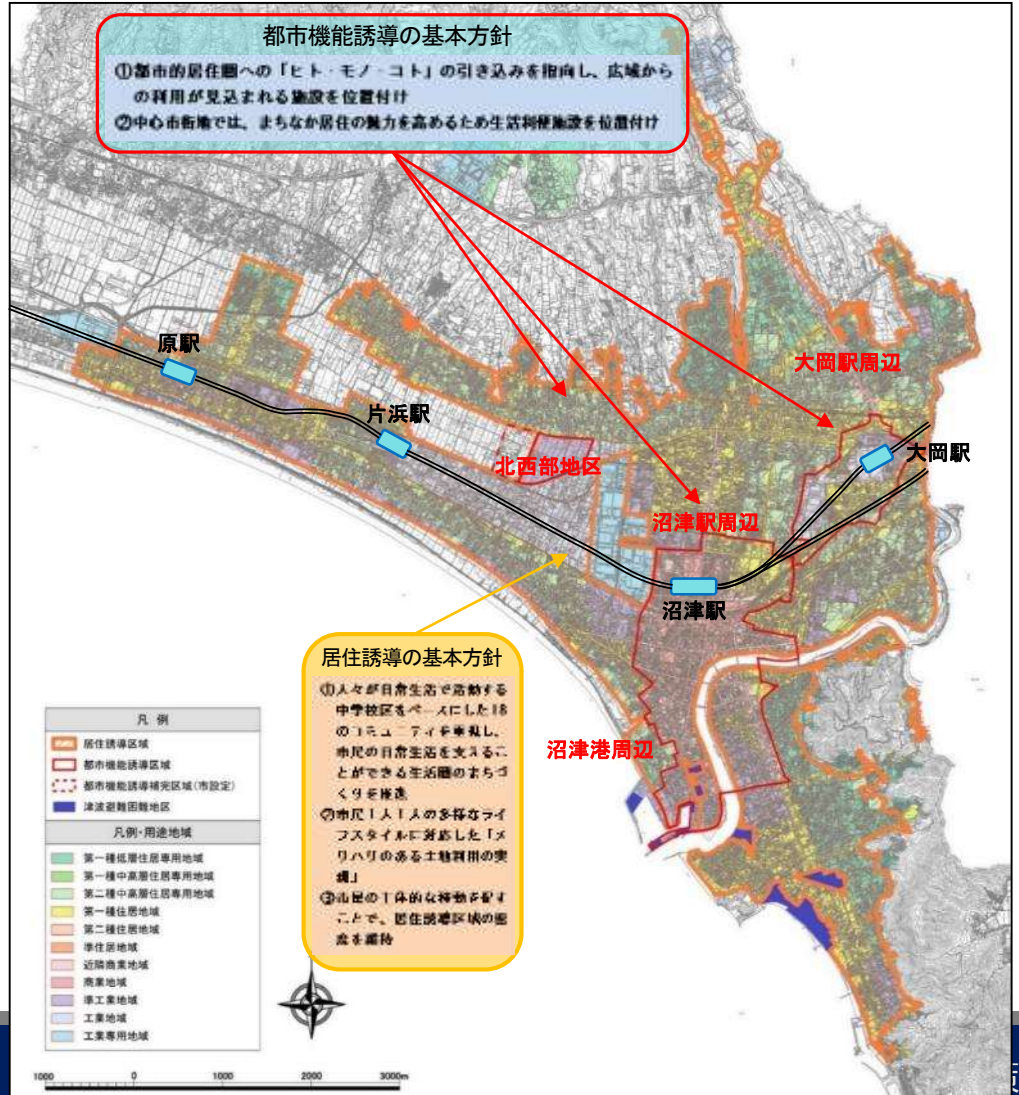 都市機能誘導の基本方針
①都市的居住圏への「ヒト・モノ・コト」の引き込みを指向し、広域から
の利用が見込まれる施設を位置付け
②中心市街地では、まちなか居住の魅力を高めるため生活利便施設を位置付け
原駅
片浜駅
大岡駅周辺
大岡駅
北西部地区
沼津駅周辺
沼津駅
沼津港周辺
居住誘導の基本方針
①人々が日常生活で活動する
中学校区をベースにした18
のコミュニティを重視し、
市民の日常生活を支えるこ
とができる生活圏のまちづ
くりを推進
②市民1人1人の多様なライ
フスタイルに対応した「メ
リハリのある土地利用の実
現」
③市民の
な移動を促す
ことで、居住誘導区域の密
度を維持
凡 例
居住誘導区域
都市機能誘導区域
都市機能誘導補完区域(市設定)
津波避難困難地区
凡例・用途地域
第一種低層住居専用地域
第一種中高層住居専用地域
第二種中高層住居専用地域
第一種住居地域
第二種住居地域
準住居地域
近隣商業地域
商業地域
準工業地域
工業地域
工業専用地域
1000 0 1000 2000 3000m